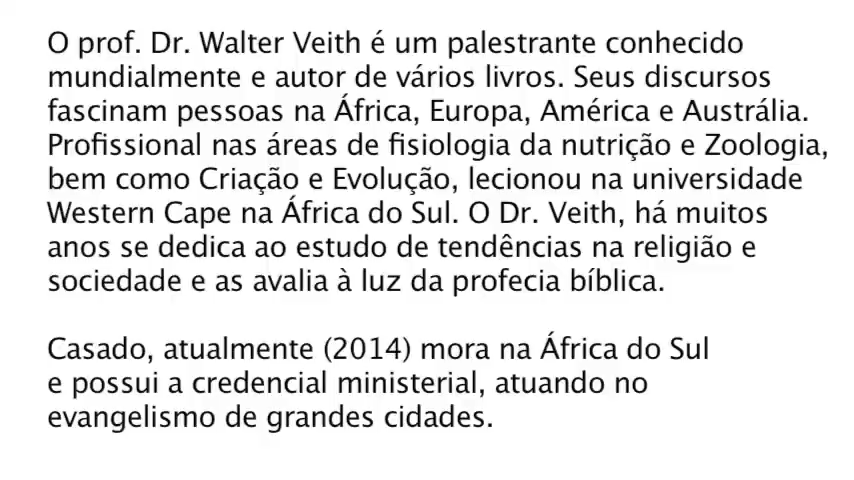 O prof. Dr. Walter Veith é um palestrante conhecido
mundialmente e autor de vários livros. Seus discursos
fascinam pessoas na África, Europa, América e Austrália.
Profissional nas áreas de fisiologia da nutrição e Zoologia,
bem como Criação e Evolução, lecionou na universidade
Western Cape na África do Sul. O Dr. Veith, há muitos
anos se dedica ao estudo de tendências na religião e
sociedade e as avalia à luz da profecia bíblica.
Casado, atualmente (2014) mora na África do Sul
e possui a credencial ministerial, atuando no
evangelismo de grandes cidades.